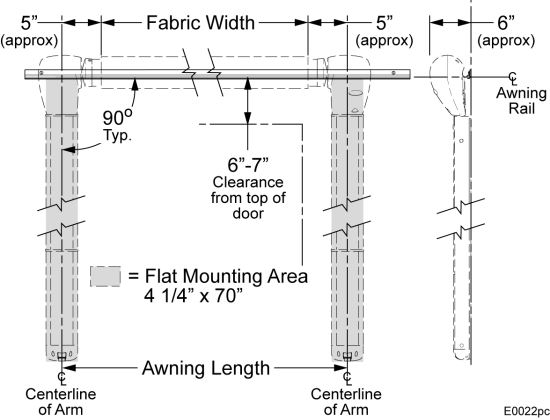 5”
(approx)
Fabric Width
5”
(approx)
6”
(approx)
℄
Awning
Rail
90º
Typ.
6”-7”
Clearance
from top of
door
= Flat Mounting Area
4 1/4” x 70”
Awning Length
℄
Centerline
of Arm
℄
Centerline
of Arm
E0022pc